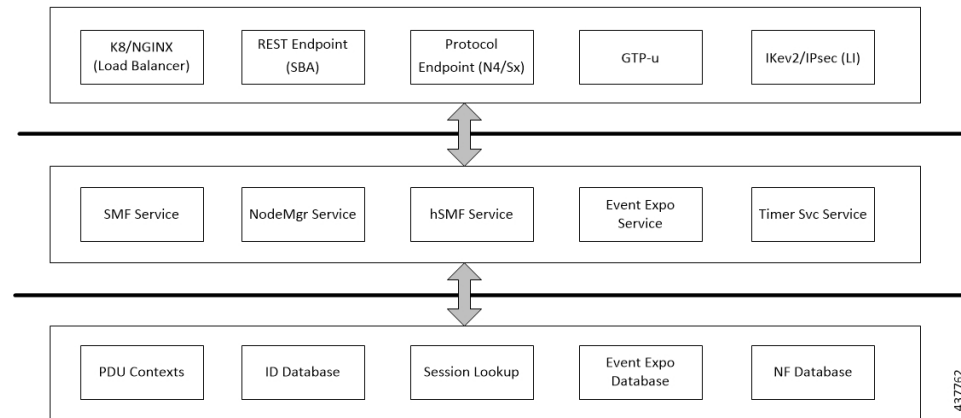 K8/NGINX
(Load Balancer)
REST Endpoint
(SBA)
Protocol
Endpoint (N4/Sx)
GTP-u
IKev2/IPsec (LI)
SMF Service
NodeMgr Service
hSMF Service
Event Expo
Service
Timer Svc Service
PDU Contexts
ID Database
Session Lookup
Event Expo
Database
NF Database
437762